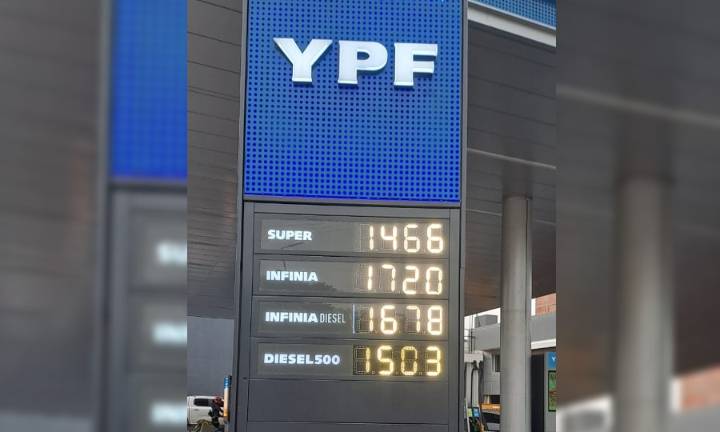 YPF
SUPER 1466
INFINIA 1720
INFINIA DIESEL 1678
DIESEL500 1503